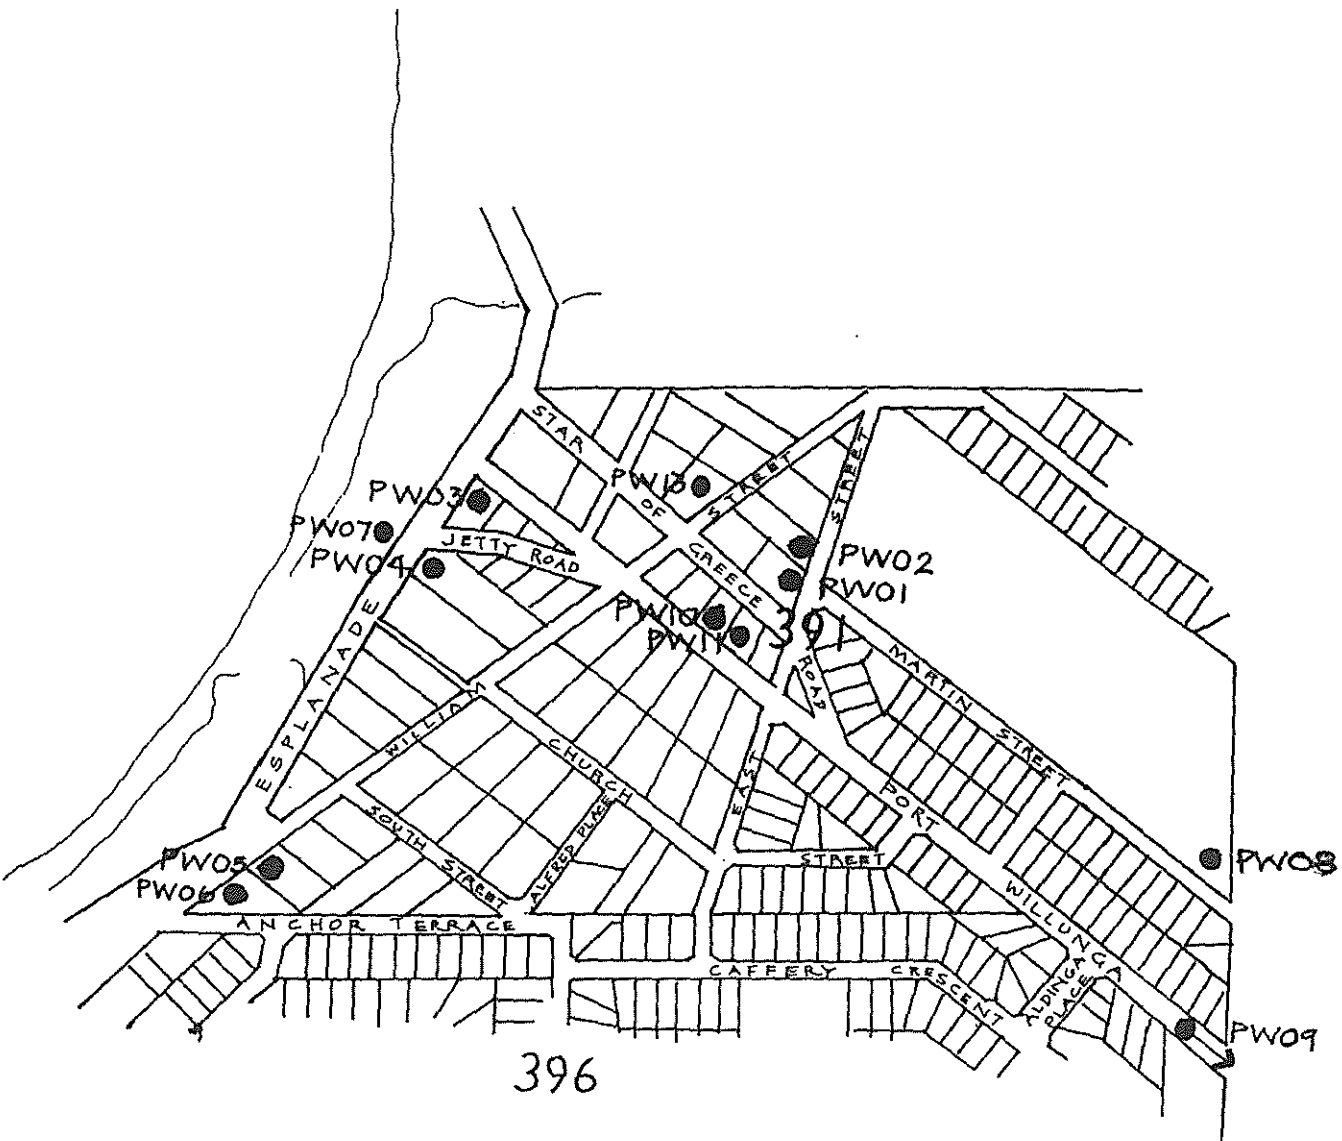 STAR OF GREECE ROAD
STREET
STREET
PW13
PW03
PW07
JETTY ROAD
PW04
PW02
PW01
PW10
PW11
391
ESPLANADE
WILLIAM
MARTIN STREET
CHURCH
EAST
PORT WILLUNGA
SOUTH STREET
ALFRED PLACE
STREET
PW05
PW06
PW08
ANCHOR TERRACE
CAFFERY CRESCENT
ALDINGA PLACE
PW09
396